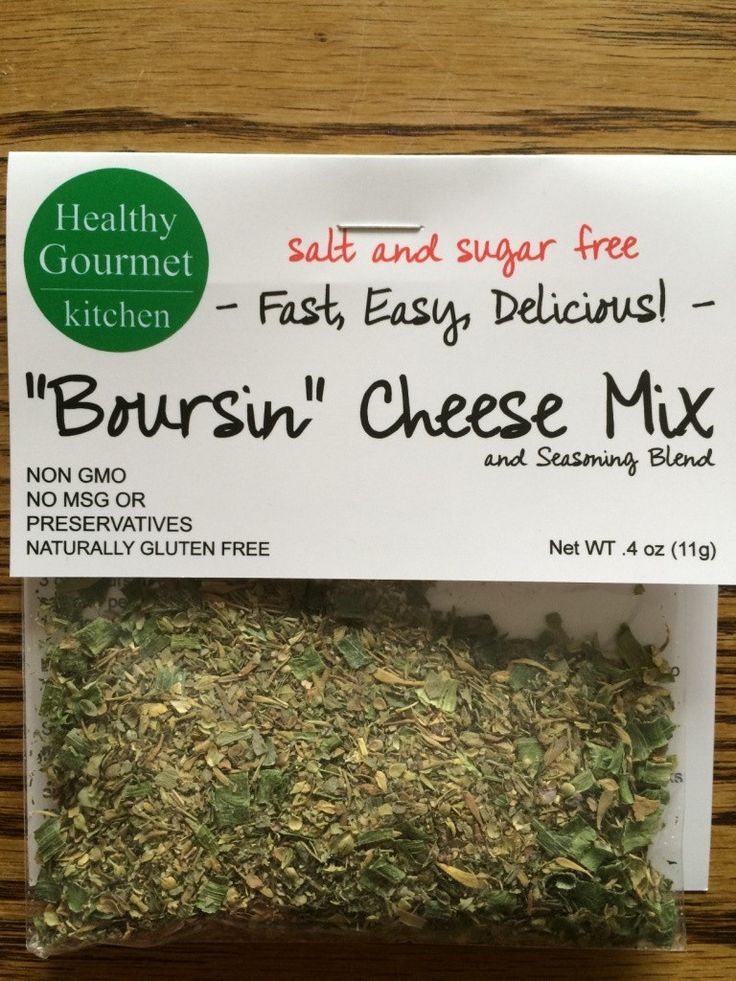 Healthy
Gourmet
kitchen
salt and sugar free
- Fast, Easy, Delicious! -
"Boursin" Cheese Mix
and Seasoning Blend
NON GMO
NO MSG OR
PRESERVATIVES
NATURALLY GLUTEN FREE
Net WT .4 oz (11g)